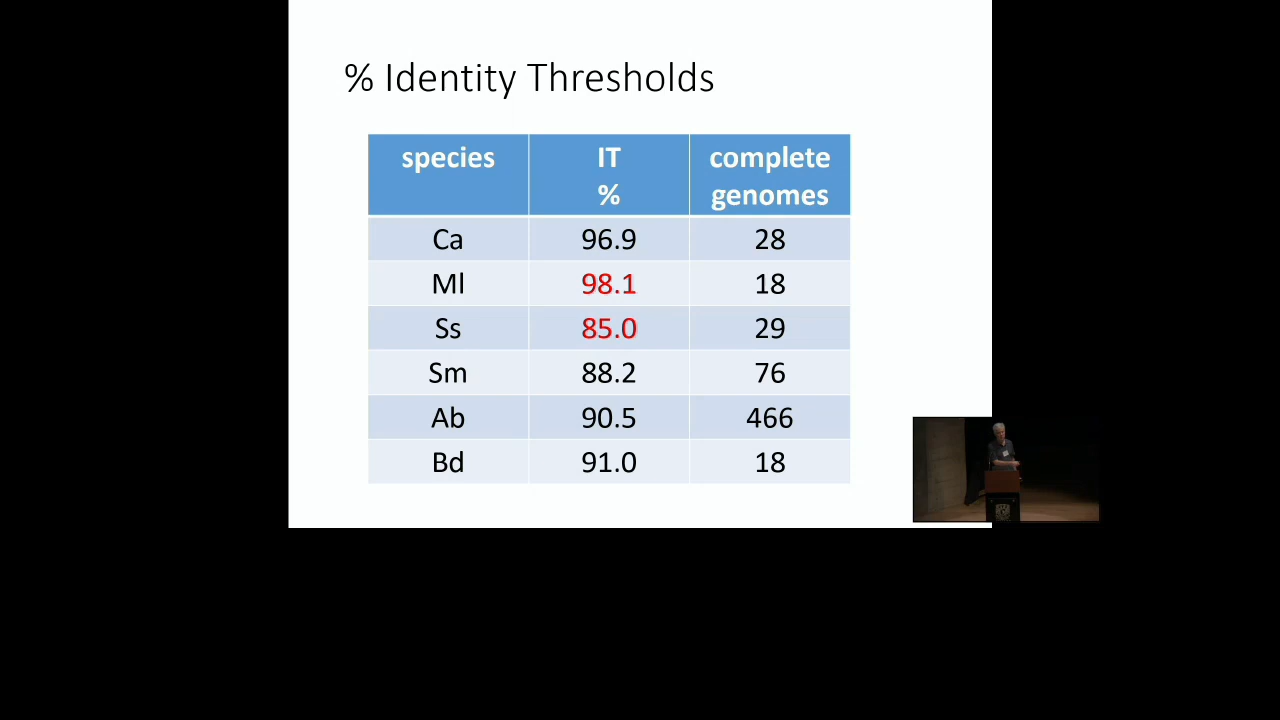 % Identity Thresholds
species IT complete
% genomes
Ca 96.9 28
Ml 98.1 18
Ss 85.0 29
Sm 88.2 76
Ab 90.5 466
Bd 91.0 18